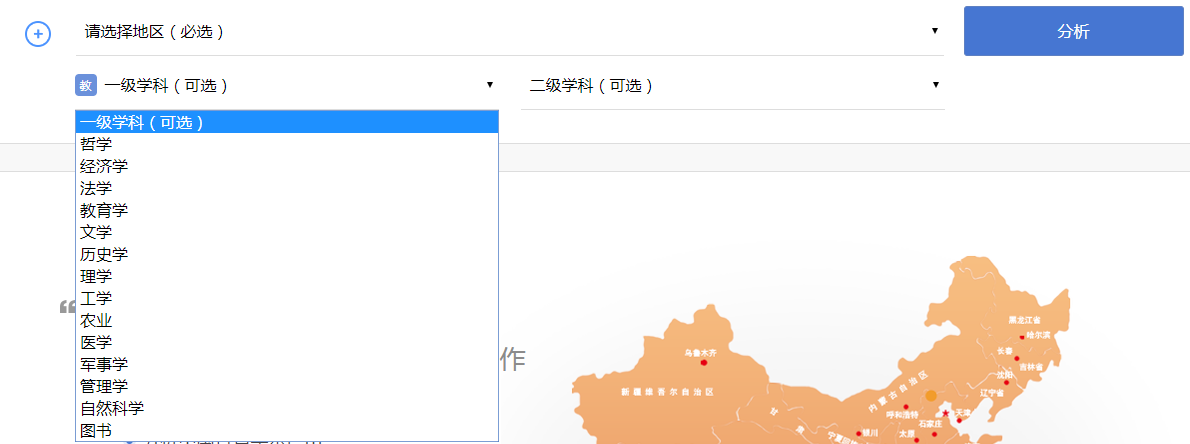 请选择地区（必选）
分析
教 一级学科（可选）
二级学科（可选）
一级学科（可选）
哲学
经济学
法学
教育学
文学
历史学
理学
工学
农业
医学
军事学
管理学
自然科学
图书
“
作
黑龙江省
哈尔滨
长春
吉林省
乌鲁木齐
沈阳
新疆维吾尔自治区
内蒙古自治区
辽宁省
呼和浩特
天津
甘
石家庄
银川
太原
宁夏回